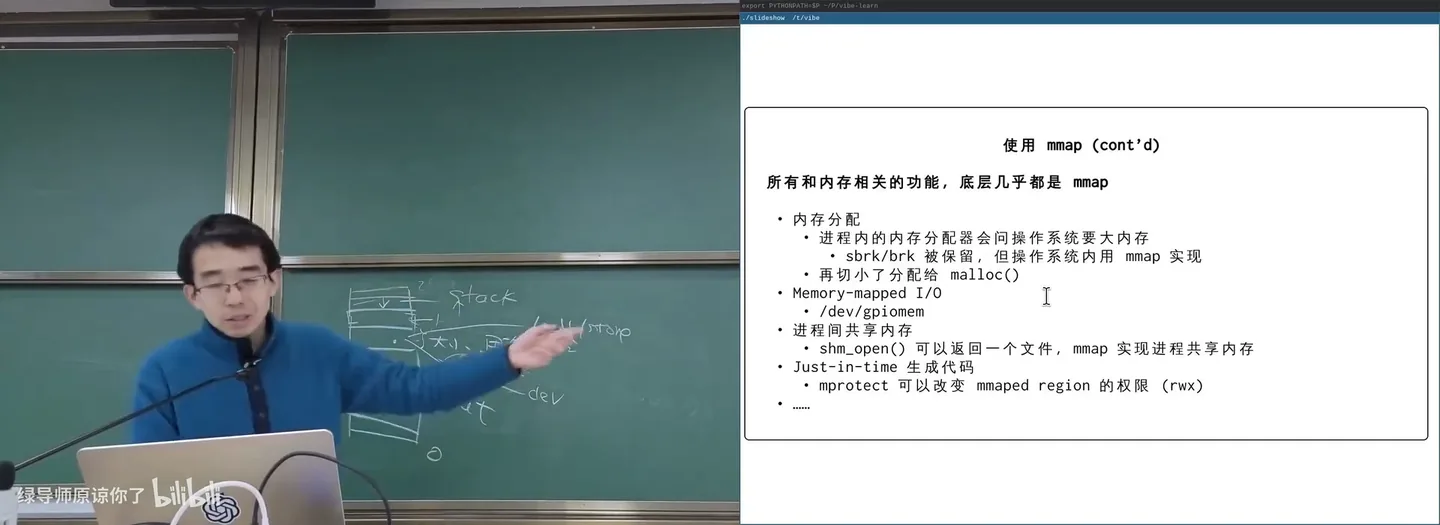 export PYTHONPATH=$P ~/P/vibe-learn
./slideshow /t/vibe
使用 mmap (cont’d)
所有和内存相关的功能，底层几乎都是 mmap
• 内存分配
• 进程内的内存分配器会问操作系统要大内存
• sbrk/brk 被保留，但操作系统内用 mmap 实现
• 再切小了分配给 malloc()
• Memory-mapped I/O
• /dev/gpiomem
• 进程间共享内存
• shm_open() 可以返回一个文件，mmap 实现进程共享内存
• Just-in-time 生成代码
• mprotect 可以改变 mmaped region 的权限 (rwx)
• ……
stack
大小
dev
0
绿导师原谅你了 bilibili